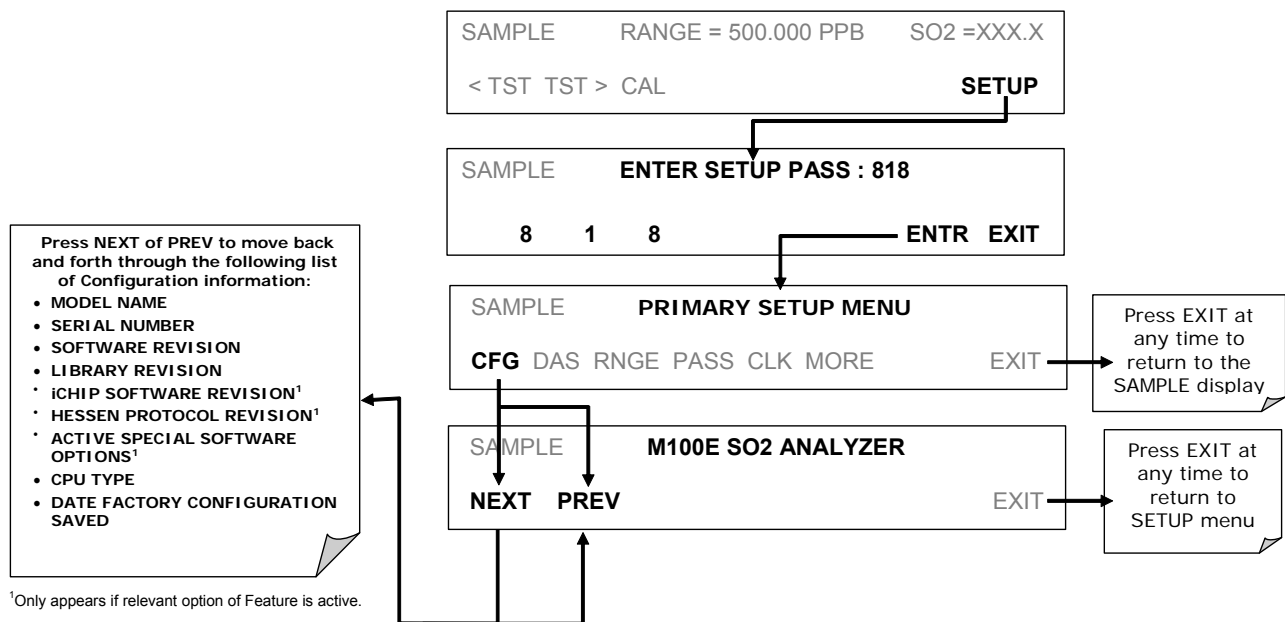 SAMPLE RANGE = 500.000 PPB SO2 =XXX.X
< TST TST > CAL SETUP
SAMPLE ENTER SETUP PASS : 818
8 1 8 ENTR EXIT
SAMPLE PRIMARY SETUP MENU
CFG DAS RNGE PASS CLK MORE EXIT
Press EXIT at
any time to
return to the
SAMPLE display
SAMPLE M100E SO2 ANALYZER
NEXT PREV EXIT
Press EXIT at
any time to
return to
SETUP menu
Press NEXT of PREV to move back
and forth through the following list
of Configuration information:
• MODEL NAME
• SERIAL NUMBER
• SOFTWARE REVISION
• LIBRARY REVISION
• iCHIP SOFTWARE REVISION¹
• HESSEN PROTOCOL REVISION¹
• ACTIVE SPECIAL SOFTWARE
OPTIONS¹
• CPU TYPE
• DATE FACTORY CONFIGURATION
SAVED
¹Only appears if relevant option of Feature is active.